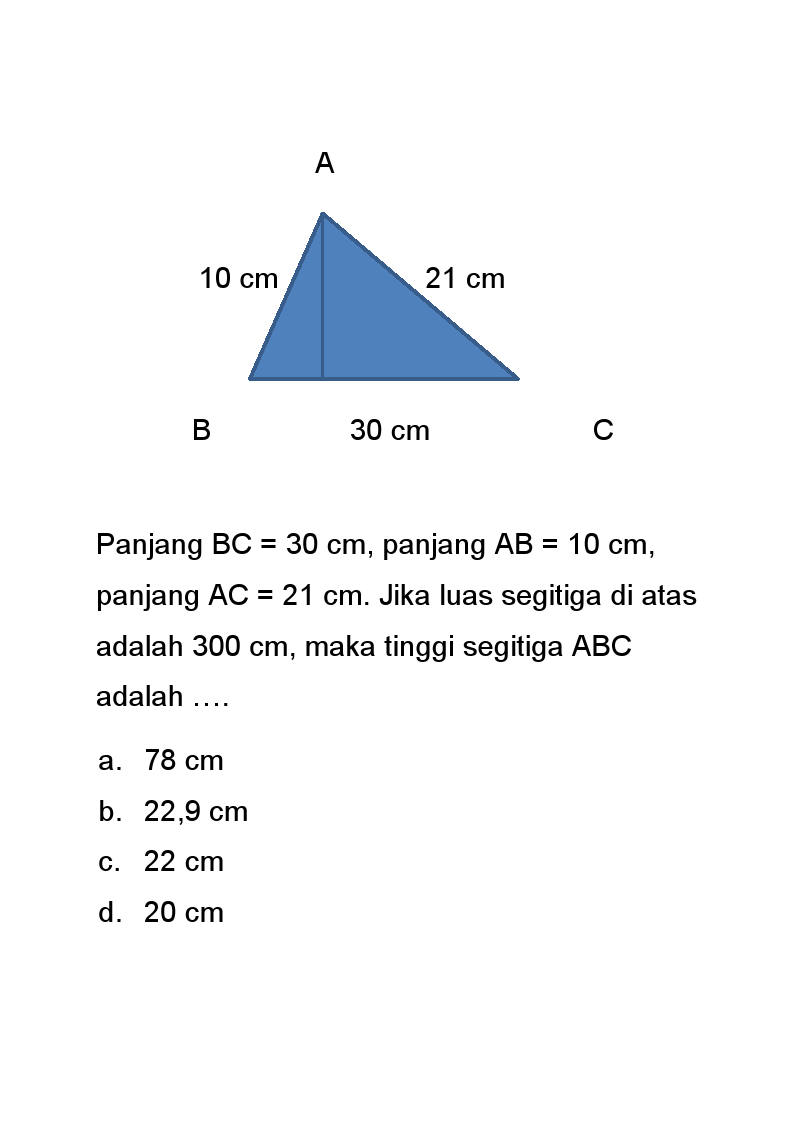 A
10 cm
21 cm
B
30 cm
C
Panjang BC = 30 cm, panjang AB = 10 cm,
panjang AC = 21 cm. Jika luas segitiga di atas
adalah 300 cm, maka tinggi segitiga ABC
adalah ….
a. 78 cm
b. 22,9 cm
c. 22 cm
d. 20 cm